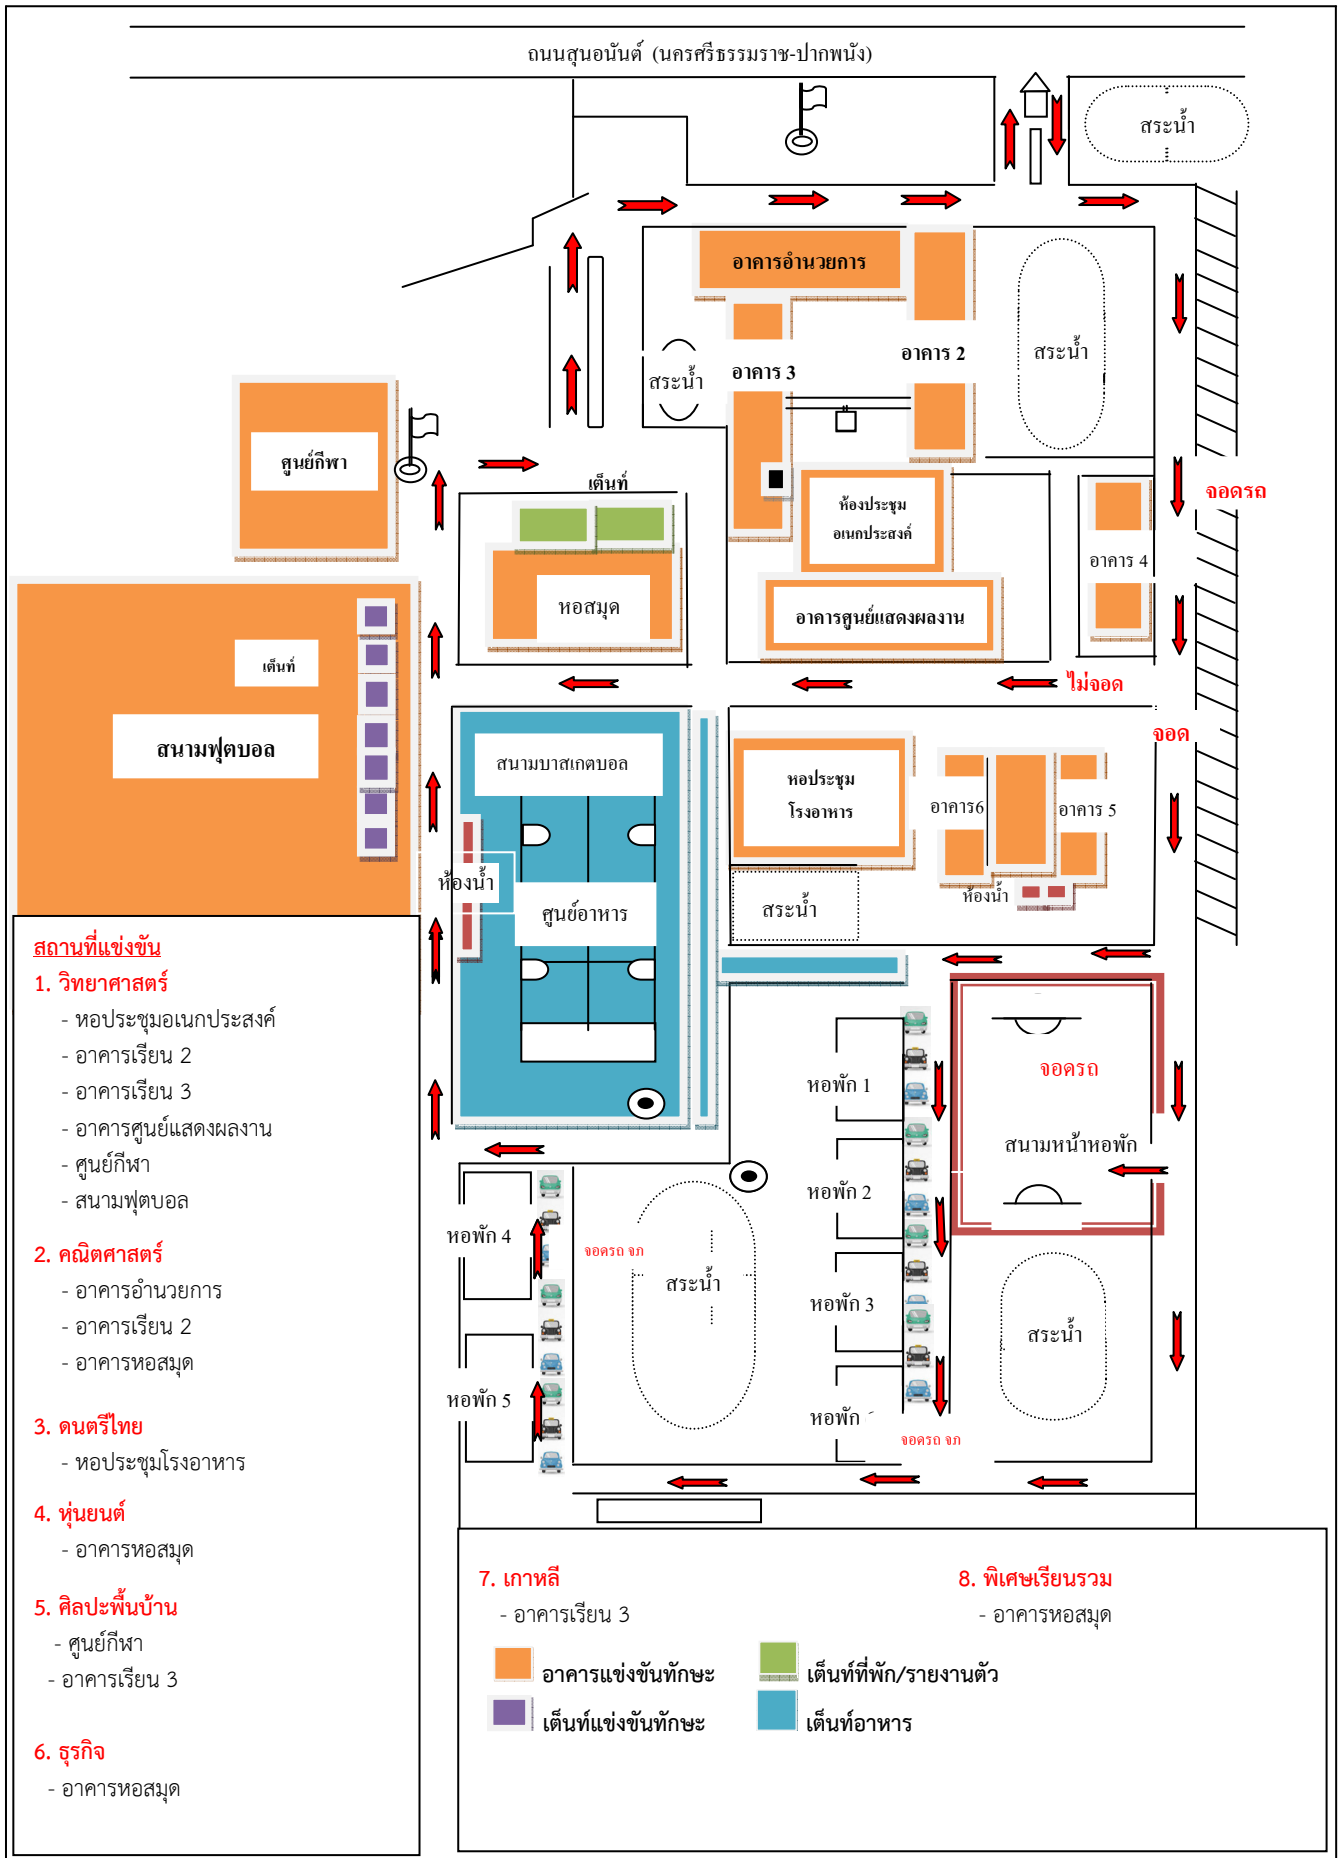 ถนนสุนอนันต์ (นครศรีธรรมราช-ปากพนัง)
สระน้ำ
อาคารอำนวยการ
อาคาร 2
สระน้ำ
อาคาร 3
สระน้ำ
ศูนย์กีฬา
เต็นท์
จอดรถ
ห้องประชุม
อเนกประสงค์
อาคาร 4
หอสมุด
อาคารศูนย์แสดงผลงาน
เต็นท์
ไม่จอด
จอด
สนามฟุตบอล
สนามบาสเกตบอล
หอประชุม
โรงอาหาร
อาคาร6
อาคาร 5
ห้องน้ำ
ห้องน้ำ
สระน้ำ
ศูนย์อาหาร
จอดรถ
หอพัก 1
สนามหน้าหอพัก
หอพัก 2
หอพัก 4
จอดรถ จภ
สระน้ำ
หอพัก 3
สระน้ำ
หอพัก 5
หอพัก
จอดรถ จภ
สถานที่แข่งขัน
1. วิทยาศาสตร์
- หอประชุมอเนกประสงค์
- อาคารเรียน 2
- อาคารเรียน 3
- อาคารศูนย์แสดงผลงาน
- ศูนย์กีฬา
- สนามฟุตบอล
2. คณิตศาสตร์
- อาคารอำนวยการ
- อาคารเรียน 2
- อาคารหอสมุด
3. ดนตรีไทย
- หอประชุมโรงอาหาร
4. หุ่นยนต์
- อาคารหอสมุด
5. ศิลปะพื้นบ้าน
- ศูนย์กีฬา
- อาคารเรียน 3
6. ธุรกิจ
- อาคารหอสมุด
7. เกาหลี
- อาคารเรียน 3
8. พิเศษเรียนรวม
- อาคารหอสมุด
อาคารแข่งขันทักษะ
เต็นท์ที่พัก/รายงานตัว
เต็นท์แข่งขันทักษะ
เต็นท์อาหาร